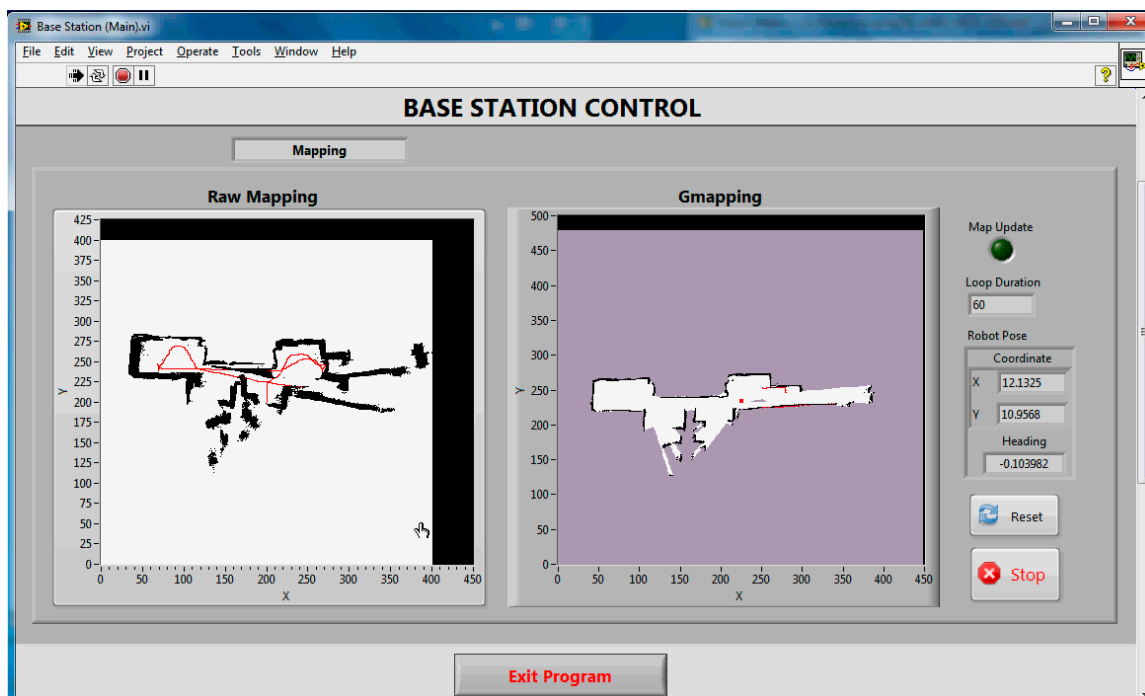 Base Station (Main).vi
File Edit View Project Operate Tools Window Help
BASE STATION CONTROL
Mapping
Raw Mapping
425
400
375
350
325
300
275
250
225
200
175
150
125
100
75
50
25
0
Y
0 50 100 150 200 250 300 350 400 450
X
Gmapping
500
450
400
350
300
250
200
150
100
50
0
Y
0 50 100 150 200 250 300 350 400 450
X
Map Update
Loop Duration
60
Robot Pose
Coordinate
X 12.1325
Y 10.9568
Heading
-0.103982
Reset
Stop
Exit Program